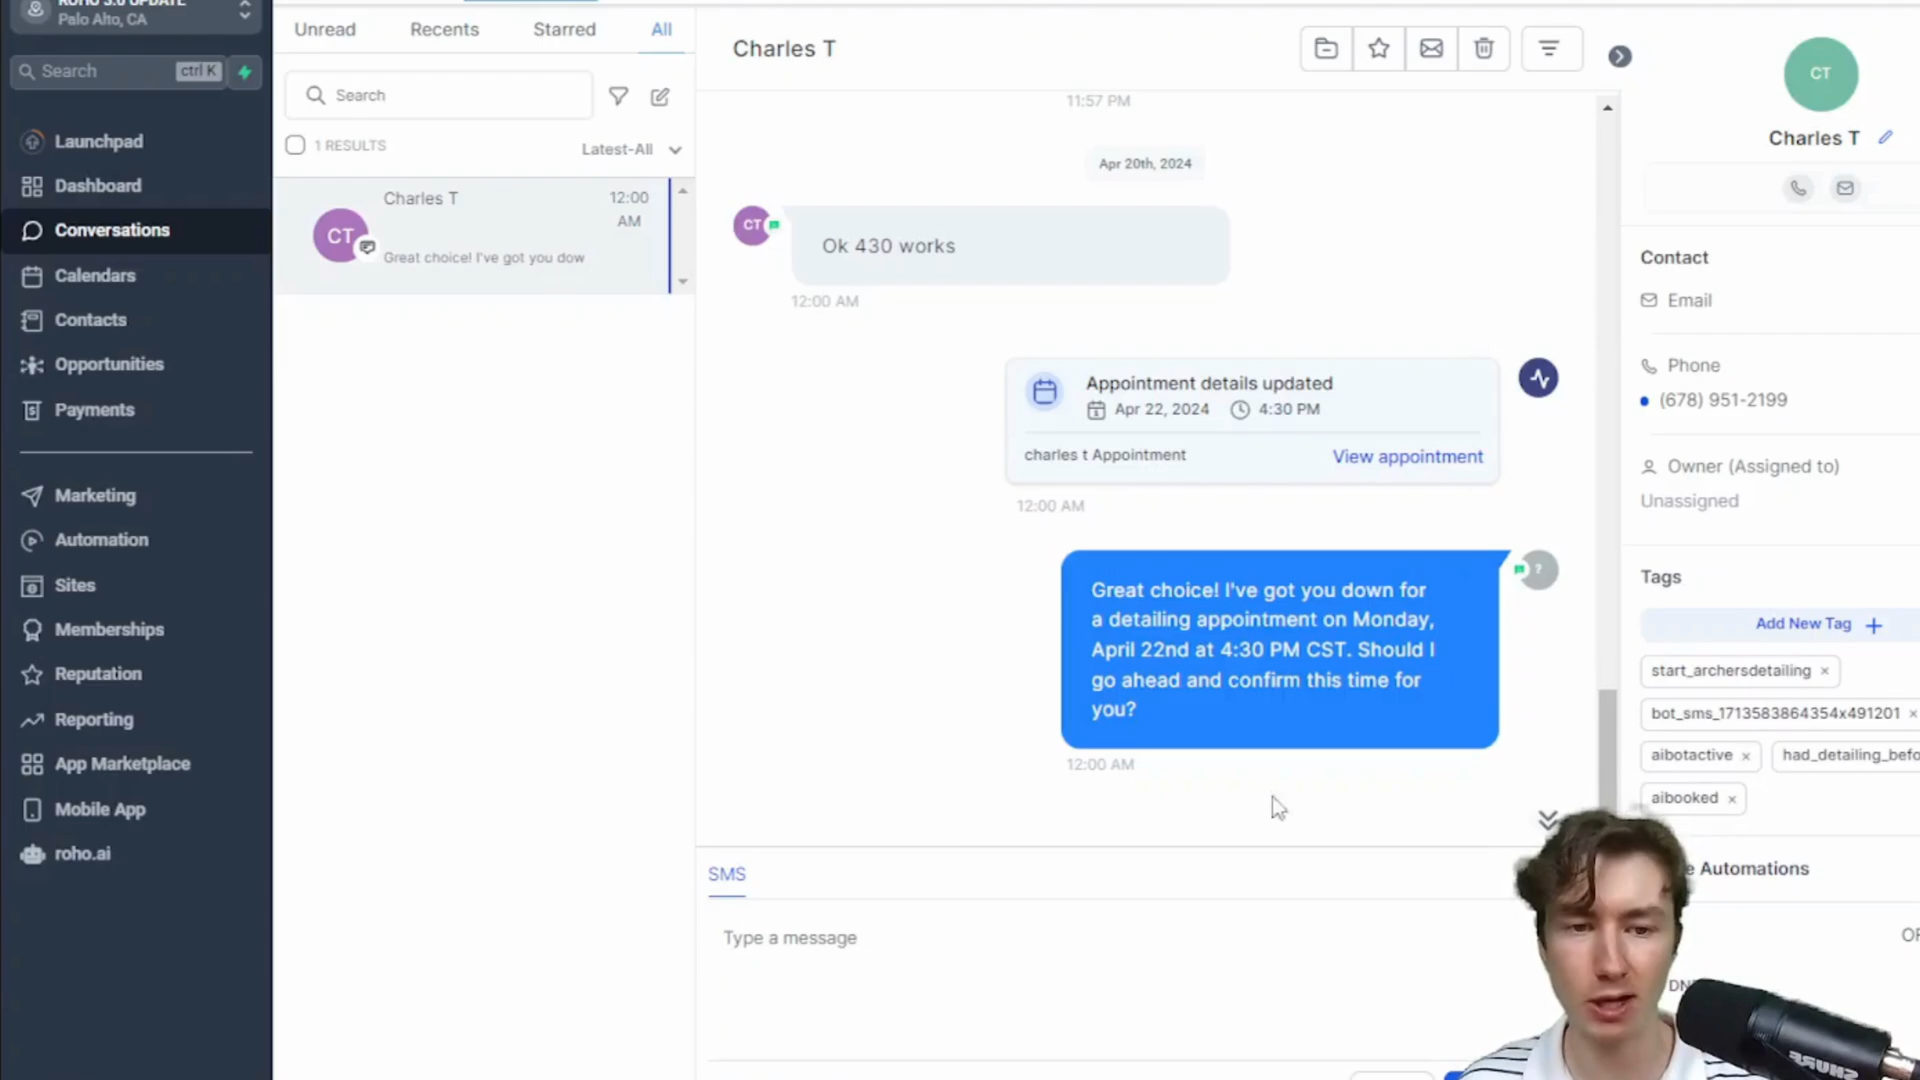 ROHO 3.0 UPDATE
Palo Alto, CA
Search
ctrl K
Launchpad
Dashboard
Conversations
Calendars
Contacts
Opportunities
Payments
Marketing
Automation
Sites
Memberships
Reputation
Reporting
App Marketplace
Mobile App
roho.ai
Unread
Recents
Starred
All
Search
1 RESULTS
Latest-All
CT
Charles T
12:00
AM
Great choice! I've got you dow
Charles T
11:57 PM
Apr 20th, 2024
CT
Ok 430 works
12:00 AM
Appointment details updated
Apr 22, 2024
4:30 PM
charles t Appointment
View appointment
12:00 AM
Great choice! I've got you down for
a detailing appointment on Monday,
April 22nd at 4:30 PM CST. Should I
go ahead and confirm this time for
you?
?
12:00 AM
SMS
Type a message
CT
Charles T
Contact
Email
Phone
(678) 951-2199
Owner (Assigned to)
Unassigned
Tags
Add New Tag +
start_archersdetailing ×
bot_sms_1713583864354x491201 ×
aibotactive ×
had_detailing_befo
aibooked ×
e Automations
SHURE